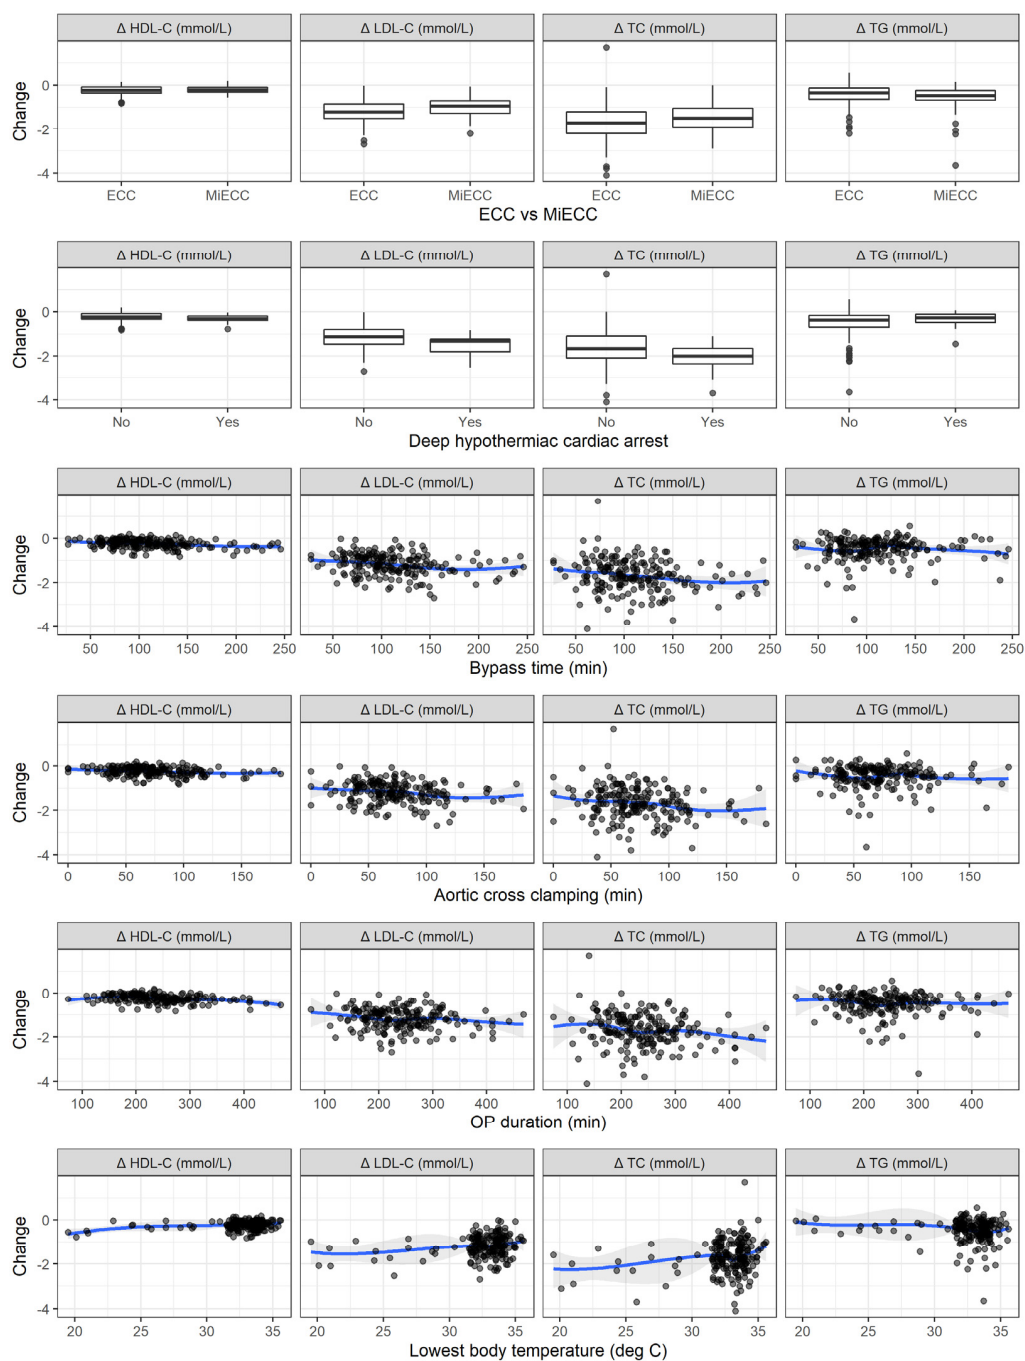 Δ HDL-C (mmol/L) Δ LDL-C (mmol/L) Δ TC (mmol/L) Δ TG (mmol/L)
Change
0
-2
-4
ECC MiECC ECC MiECC ECC MiECC ECC MiECC
ECC vs MiECC
Δ HDL-C (mmol/L) Δ LDL-C (mmol/L) Δ TC (mmol/L) Δ TG (mmol/L)
Change
0
-2
-4
No Yes No Yes No Yes No Yes
Deep hypothermiac cardiac arrest
Δ HDL-C (mmol/L) Δ LDL-C (mmol/L) Δ TC (mmol/L) Δ TG (mmol/L)
Change
0
-2
-4
50 100 150 200 250 50 100 150 200 250 50 100 150 200 250 50 100 150 200 250
Bypass time (min)
Δ HDL-C (mmol/L) Δ LDL-C (mmol/L) Δ TC (mmol/L) Δ TG (mmol/L)
Change
0
-2
-4
0 50 100 150 0 50 100 150 0 50 100 150 0 50 100 150
Aortic cross clamping (min)
Δ HDL-C (mmol/L) Δ LDL-C (mmol/L) Δ TC (mmol/L) Δ TG (mmol/L)
Change
0
-2
-4
100 200 300 400 100 200 300 400 100 200 300 400 100 200 300 400
OP duration (min)
Δ HDL-C (mmol/L) Δ LDL-C (mmol/L) Δ TC (mmol/L) Δ TG (mmol/L)
Change
0
-2
-4
20 25 30 35 20 25 30 35 20 25 30 35 20 25 30 35
Lowest body temperature (deg C)